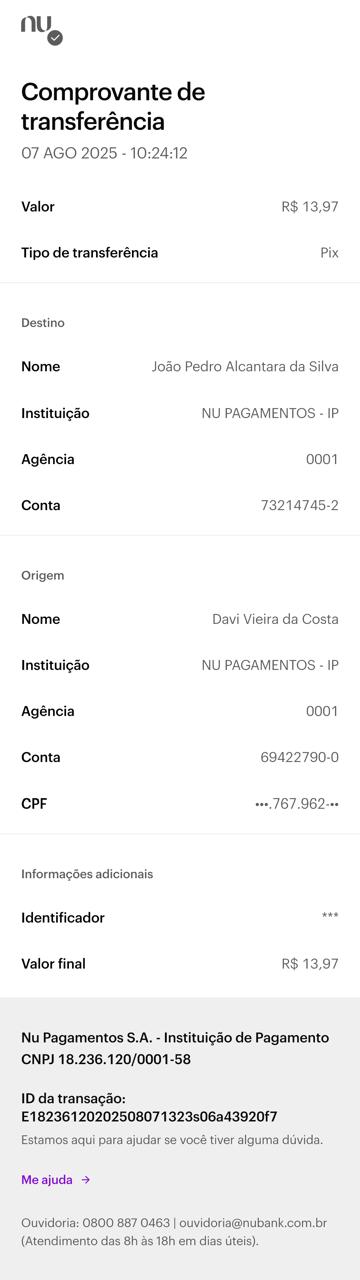 nu
Comprovante de
transferência
07 AGO 2025 - 10:24:12
Valor R$ 13,97
Tipo de transferência Pix
Destino
Nome João Pedro Alcantara da Silva
Instituição NU PAGAMENTOS - IP
Agência 0001
Conta 73214745-2
Origem
Nome Davi Vieira da Costa
Instituição NU PAGAMENTOS - IP
Agência 0001
Conta 69422790-0
CPF •••.767.962-••
Informações adicionais
Identificador ***
Valor final R$ 13,97
Nu Pagamentos S.A. - Instituição de Pagamento
CNPJ 18.236.120/0001-58
ID da transação:
E18236120202508071323s06a43920f7
Estamos aqui para ajudar se você tiver alguma dúvida.
Me ajuda →
Ouvidoria: 0800 887 0463 | ouvidoria@nubank.com.br
(Atendimento das 8h às 18h em dias úteis).